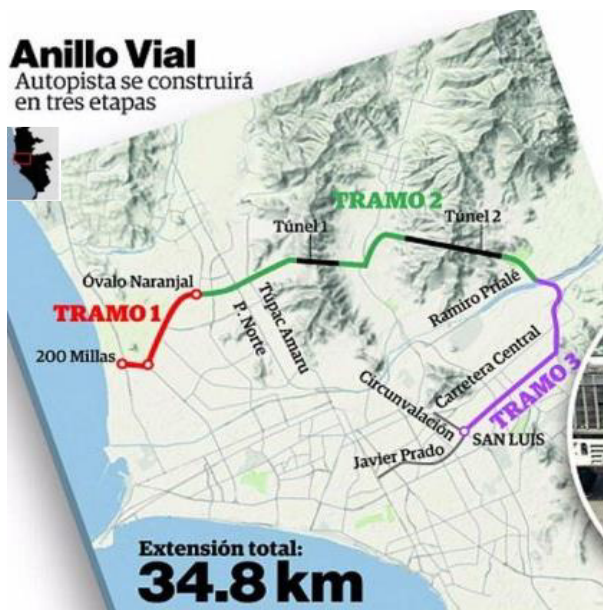 Anillo Vial
Autopista se construirá
en tres etapas
TRAMO 2
Túnel 1
Túnel 2
Óvalo Naranjal
TRAMO 1
Ramiro Prialé
P. Norte
Túpac Amaru
200 Millas
Carretera Central
Circunvalación
TRAMO 3
SAN LUIS
Javier Prado
Extensión total:
34.8 km